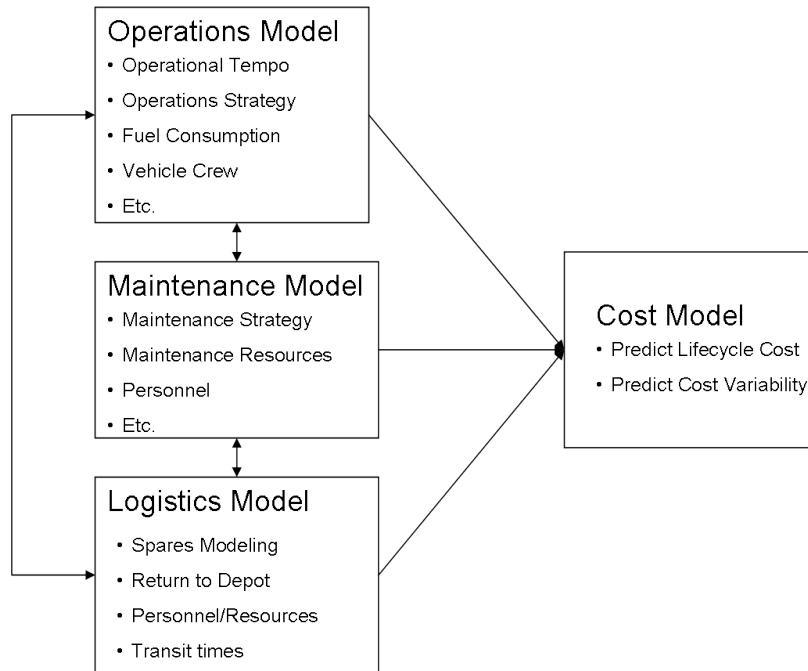 Operations Model
• Operational Tempo
• Operations Strategy
• Fuel Consumption
• Vehicle Crew
• Etc.
Maintenance Model
• Maintenance Strategy
• Maintenance Resources
• Personnel
• Etc.
Logistics Model
• Spares Modeling
• Return to Depot
• Personnel/Resources
• Transit times
Cost Model
• Predict Lifecycle Cost
• Predict Cost Variability